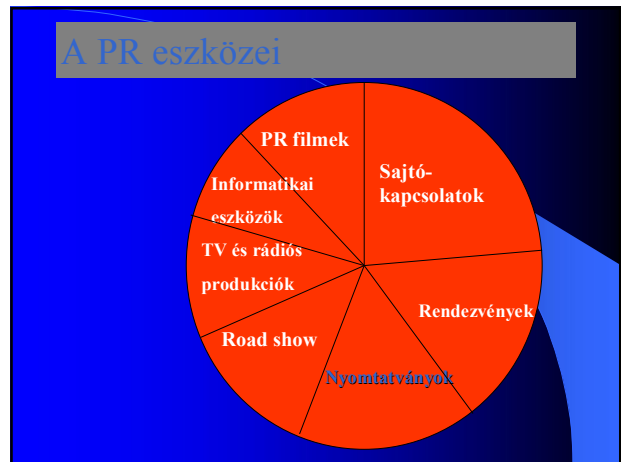 A PR eszközei
PR filmek
Sajtó-
kapcsolatok
Informatikai
eszközök
TV és rádiós
produkciók
Rendezvények
Road show
Nyomtatványok